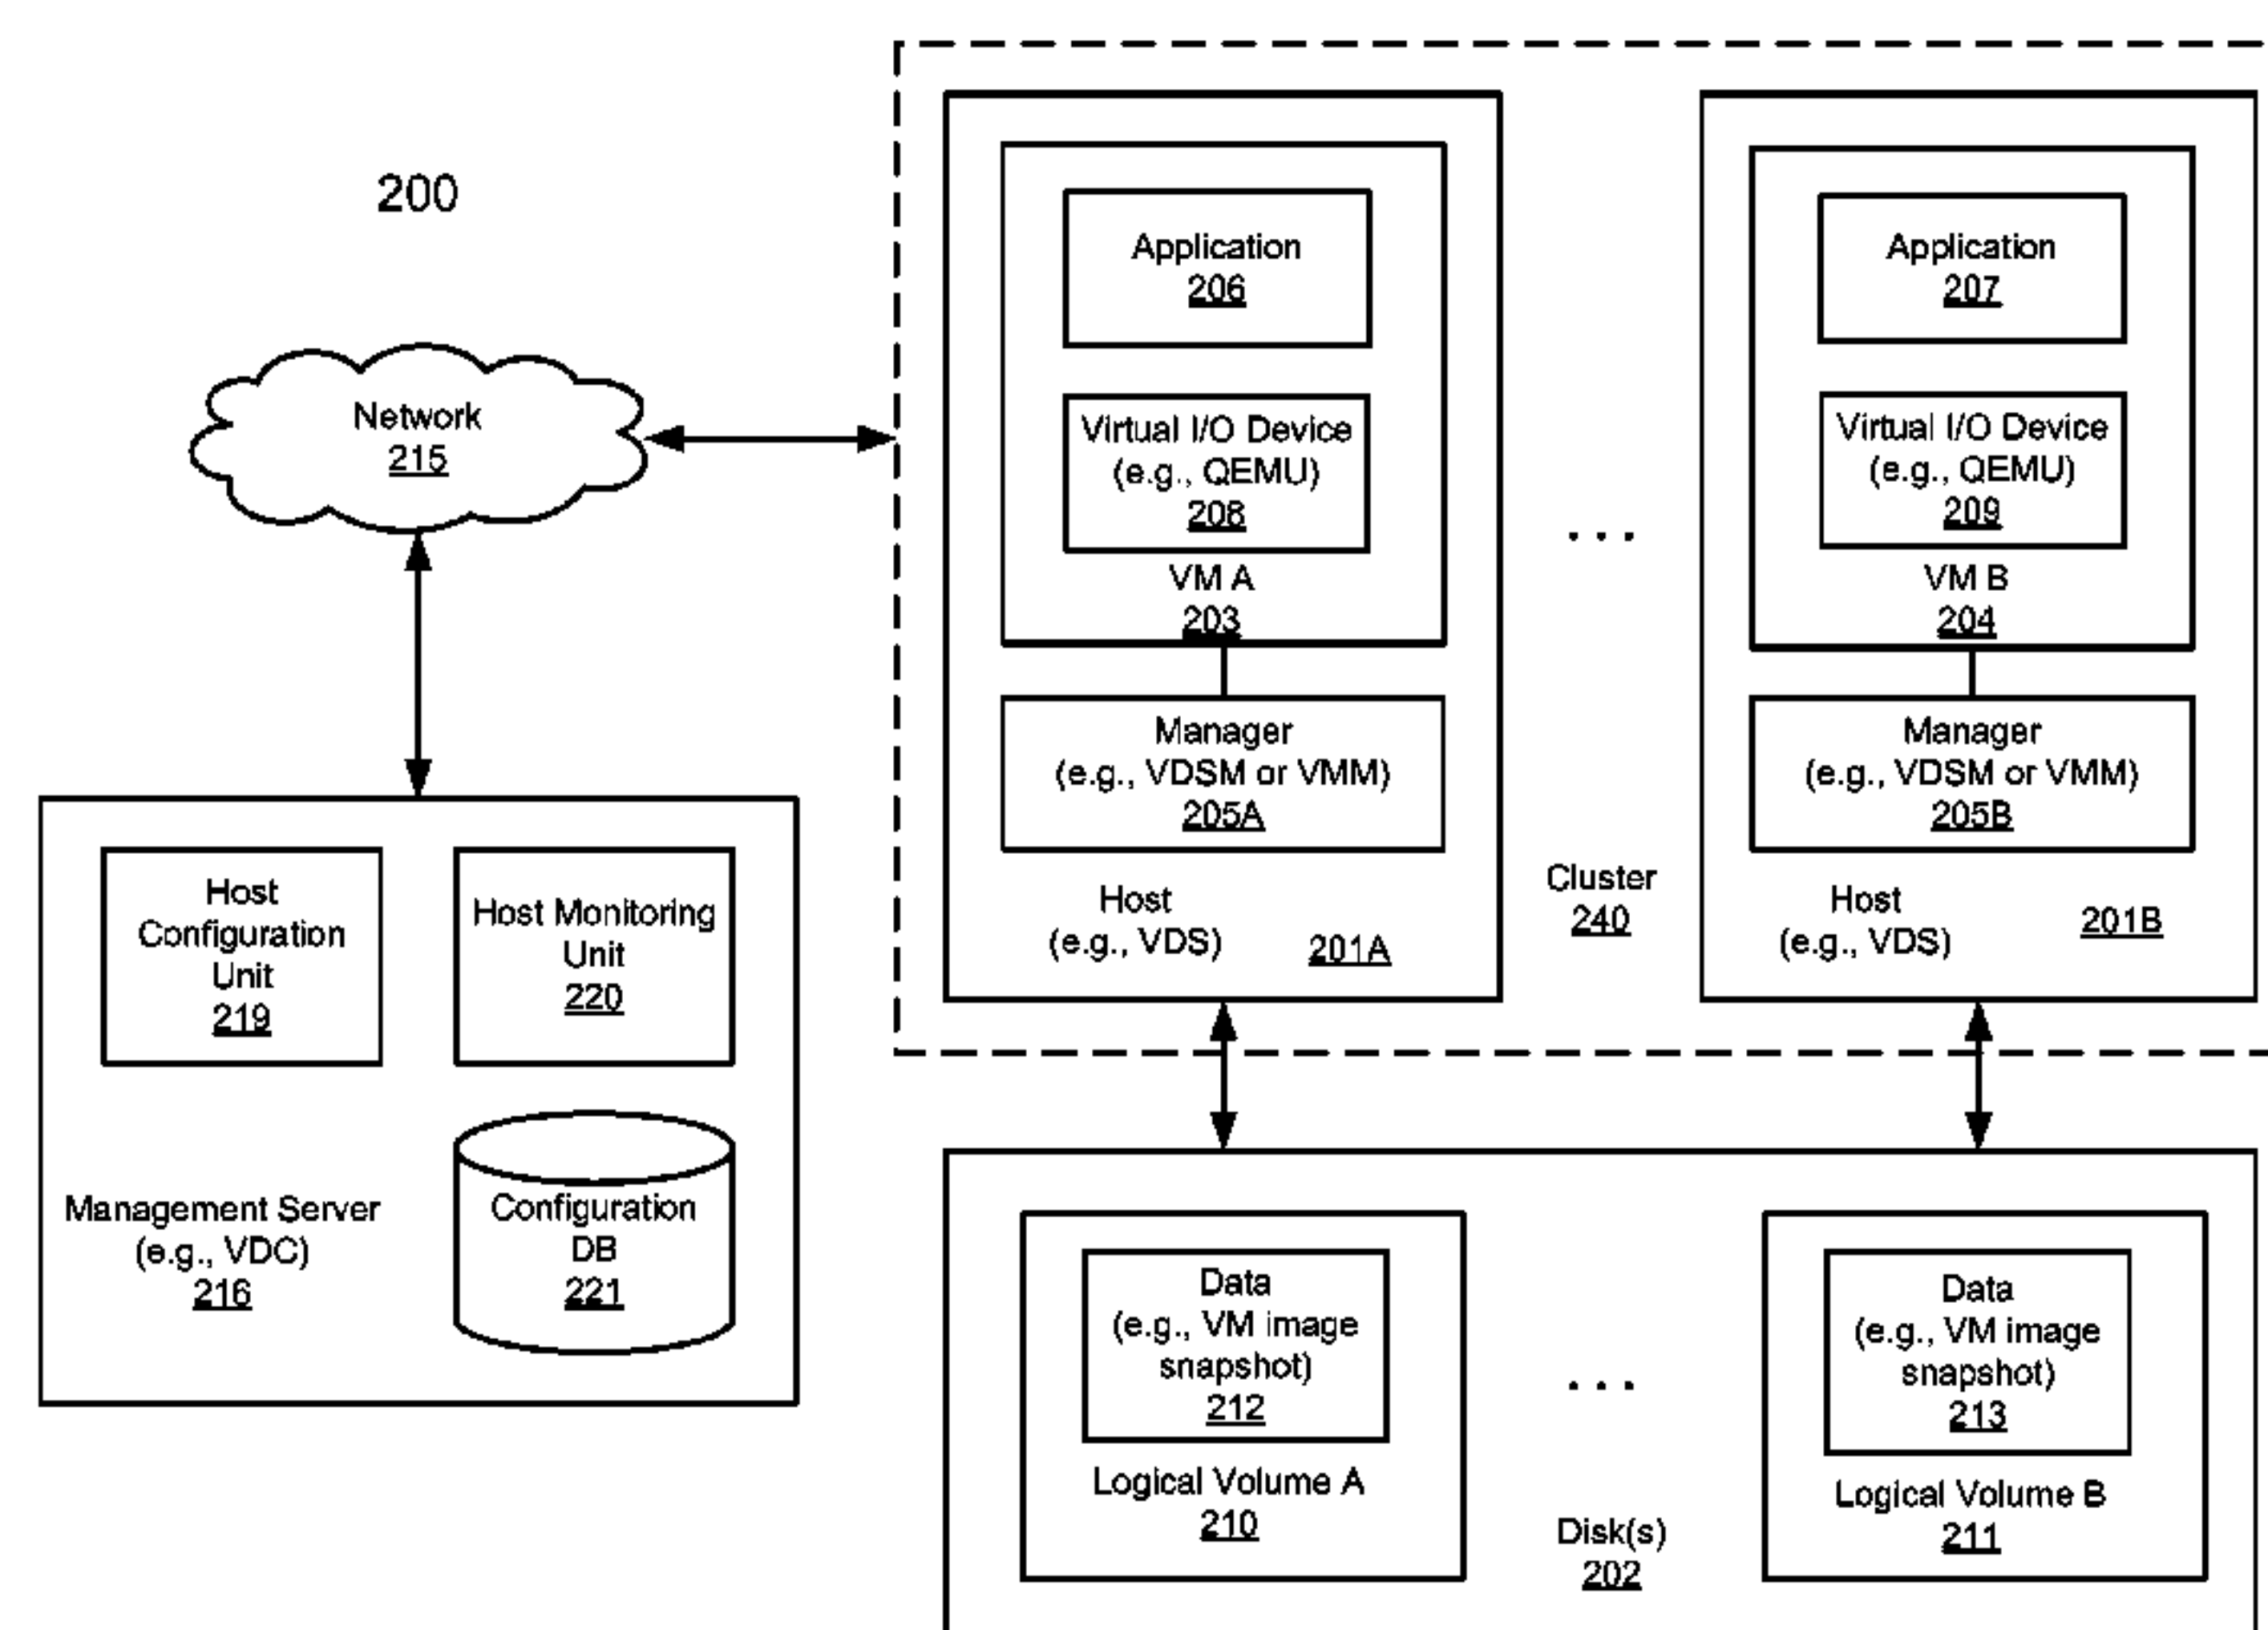 200
Network
215
Host
Configuration
Unit
219
Host Monitoring
Unit
220
Management Server
(e.g., VDC)
216
Configuration
DB
221
Application
206
Virtual I/O Device
(e.g., QEMU)
208
VM A
203
Manager
(e.g., VDSM or VMM)
205A
Host
(e.g., VDS)
201A
. . .
Cluster
240
Application
207
Virtual I/O Device
(e.g., QEMU)
209
VM B
204
Manager
(e.g., VDSM or VMM)
205B
Host
(e.g., VDS)
201B
Data
(e.g., VM image
snapshot)
212
Logical Volume A
210
. . .
Disk(s)
202
Data
(e.g., VM image
snapshot)
213
Logical Volume B
211